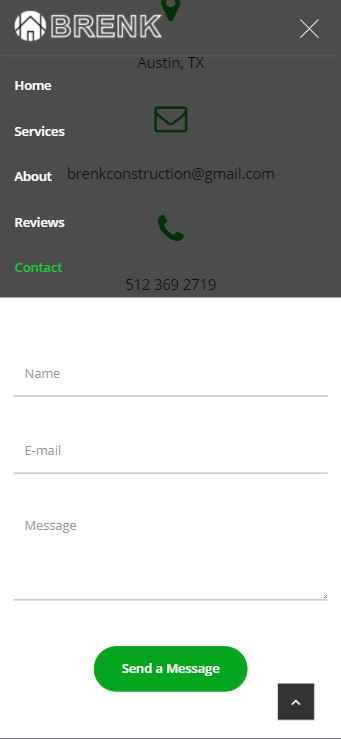 BRENK
Austin, TX
Home
Services
About
brenkconstruction@gmail.com
Reviews
Contact
512 369 2719
Name
E-mail
Message
Send a Message